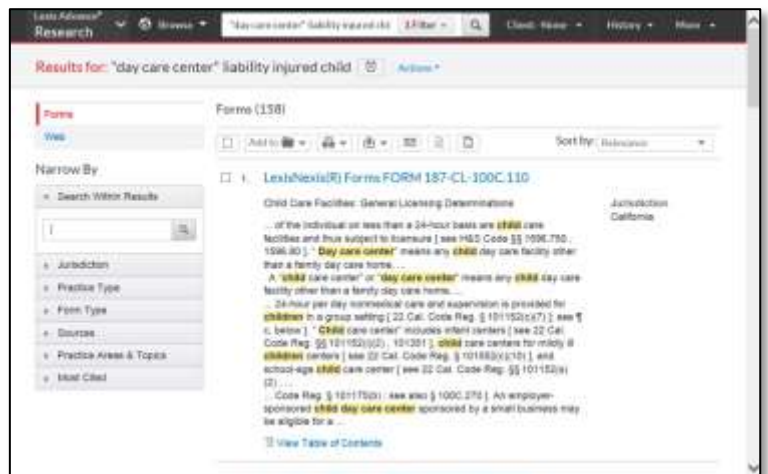 Lexis Advance®
Research
Browse
"day care center" liability injured chi
1 Filter
Client: None
History
More
Results for: "day care center" liability injured child
Actions
Forms
Web
Forms (158)
Add to
Sort by: Relevance
Narrow By
Search Within Results
Jurisdiction
Practice Type
Form Type
Sources
Practice Areas & Topics
Most Cited
1. LexisNexis(R) Forms FORM 187-CL-100C.110
Child Care Facilities: General Licensing Determinations
Jurisdiction
California
... of the individual on less than a 24-hour basis are child care
facilities and thus subject to licensure [ see H&S Code §§ 1596.750 ,
1596.80 ]. " Day care center" means any child day care facility other
than a family day care home. ...
A "child care center" or "day care center" means any child day care
facility other than a family day care home. ...
... 24-hour per day nonmedical care and supervision is provided for
children in a group setting [ 22 Cal. Code Reg. § 101152(c)(7) ]; see ¶
c, below ]. " Child care center" includes infant centers [ see 22 Cal.
Code Reg. §§ 101152(i)(2) , 101351 ], child care centers for mildly ill
children centers [ see 22 Cal. Code Reg. § 101152(c)(10) ], and
school-age child care center [ see 22 Cal. Code Reg. §§ 101152(s)
(2) ....
... Code Reg. § 101175(b) ; see also § 100C.270 ]. An employer-
sponsored child day care center sponsored by a small business may
be eligible for a ...
View Table of Contents